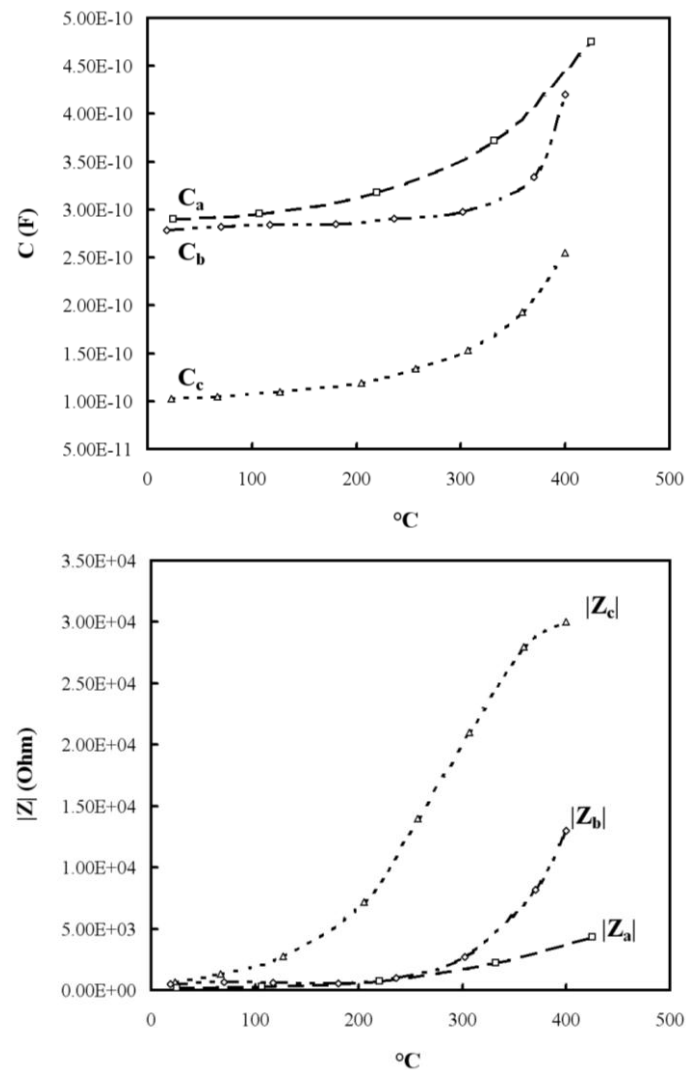 5.00E-10
4.50E-10
4.00E-10
3.50E-10
3.00E-10
2.50E-10
2.00E-10
1.50E-10
1.00E-10
5.00E-11
C (F)
Ca
Cb
Cc
0 100 200 300 400 500
°C
3.50E+04
3.00E+04
2.50E+04
2.00E+04
1.50E+04
1.00E+04
5.00E+03
0.00E+00
|Z| (Ohm)
|Zc|
|Zb|
|Za|
0 100 200 300 400 500
°C